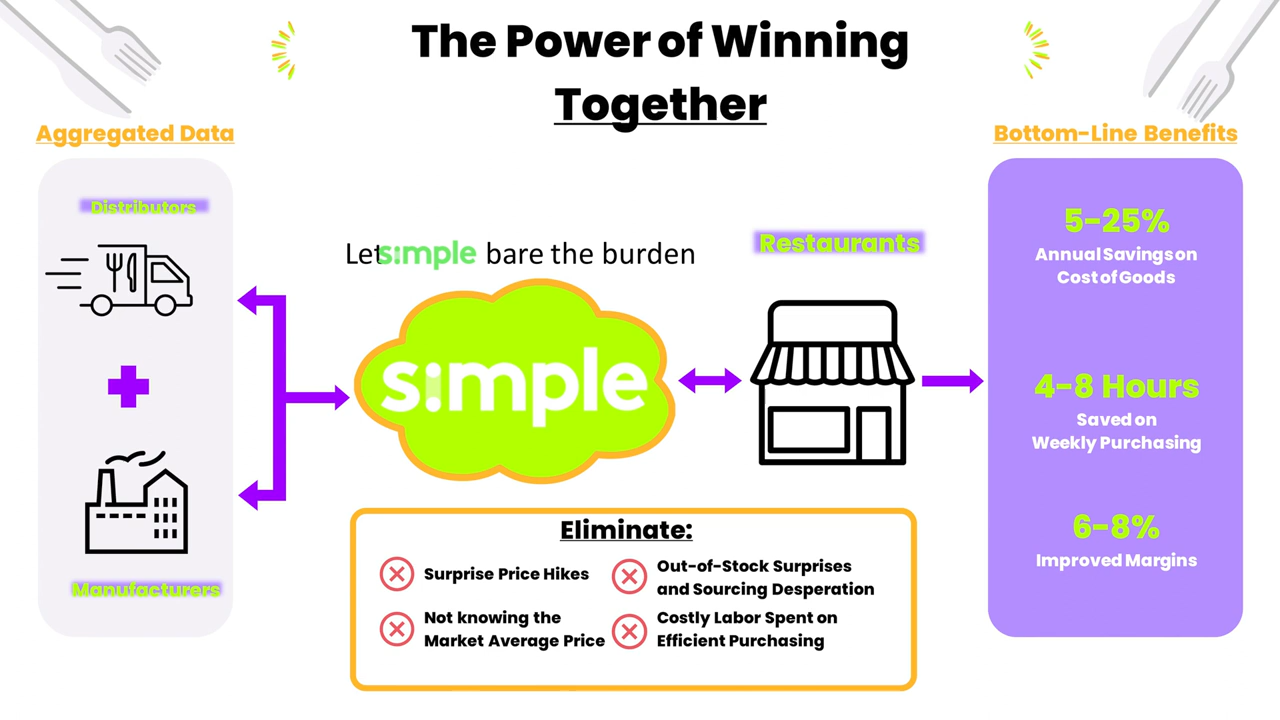 The Power of Winning
Together
Aggregated Data
Distributors
Manufacturers
Let simple bare the burden
simple
Restaurants
Eliminate:
Surprise Price Hikes
Not knowing the
Market Average Price
Out-of-Stock Surprises
and Sourcing Desperation
Costly Labor Spent on
Efficient Purchasing
Bottom-Line Benefits
5-25%
Annual Savings on
Cost of Goods
4-8 Hours
Saved on
Weekly Purchasing
6-8%
Improved Margins